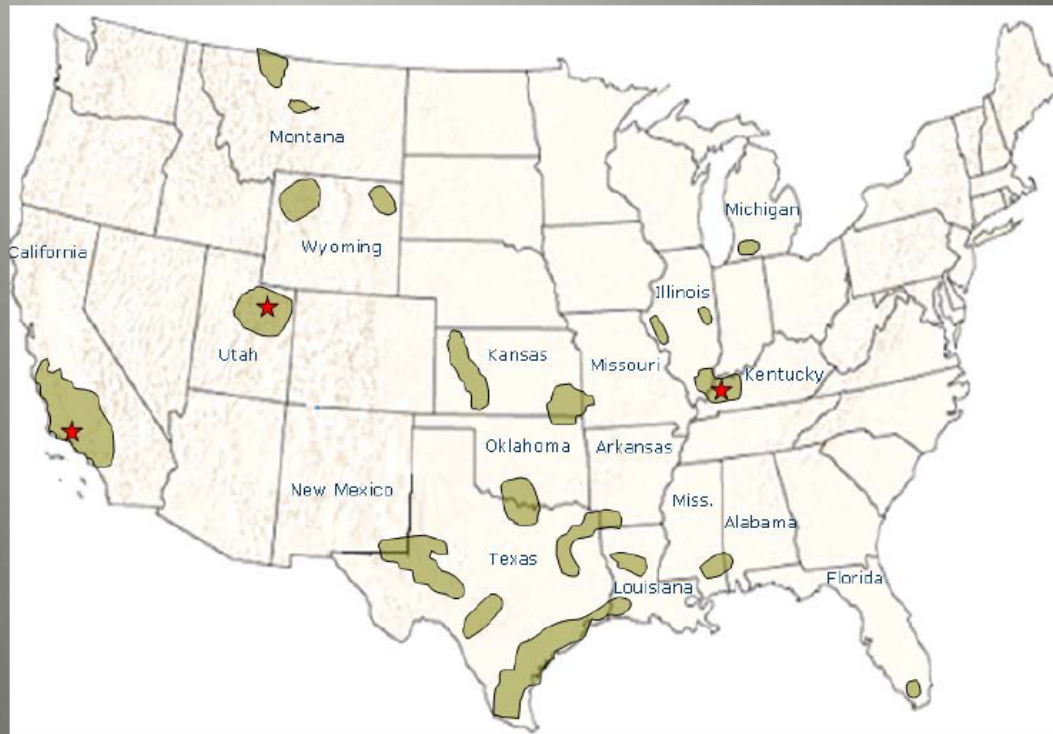 Montana
Michigan
California
Wyoming
Illinois
Utah
Kansas
Missouri
Kentucky
Oklahoma
Arkansas
New Mexico
Miss.
Alabama
Texas
Louisiana
Florida